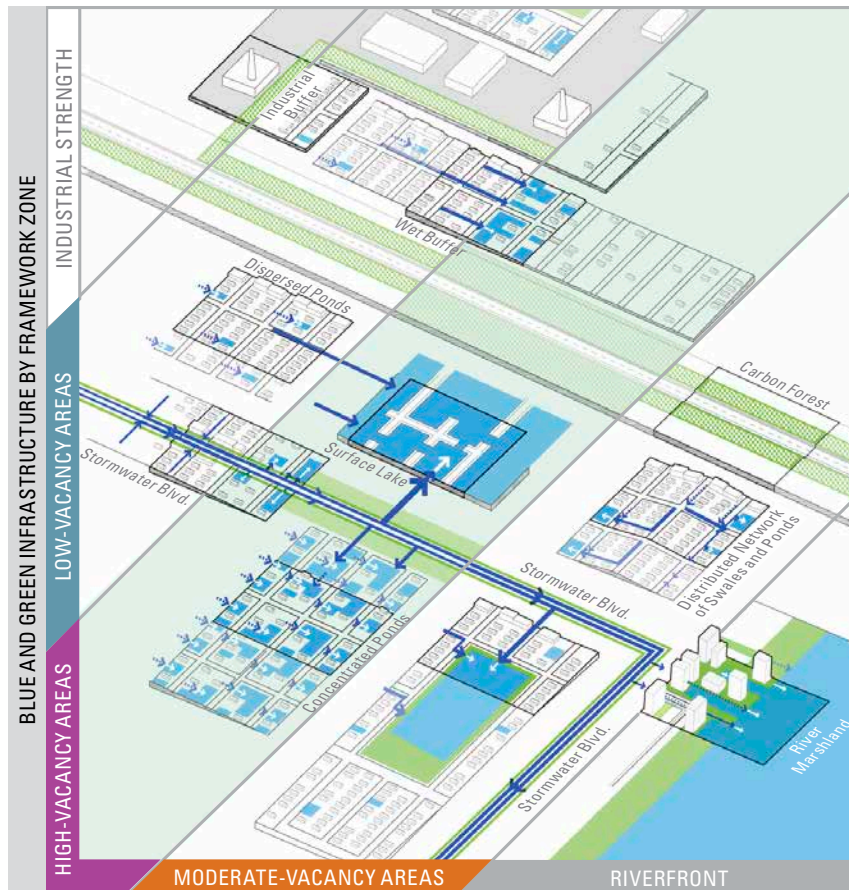 BLUE AND GREEN INFRASTRUCTURE BY FRAMEWORK ZONE
INDUSTRIAL STRENGTH
LOW-VACANCY AREAS
HIGH-VACANCY AREAS
Industrial
Buffer
Wet Buffer
Dispersed Ponds
Carbon Forest
Surface Lake
Stormwater Blvd.
Stormwater Blvd.
Distributed Network
of Swales and Ponds
Concentrated Ponds
Stormwater Blvd.
River
Marshland
MODERATE-VACANCY AREAS
RIVERFRONT